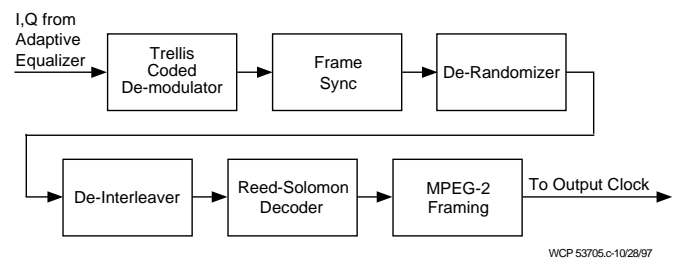 I,Q from
Adaptive
Equalizer
Trellis
Coded
De-modulator
Frame
Sync
De-Randomizer
De-Interleaver
Reed-Solomon
Decoder
MPEG-2
Framing
To Output Clock
WCP 53705.c-10/28/97